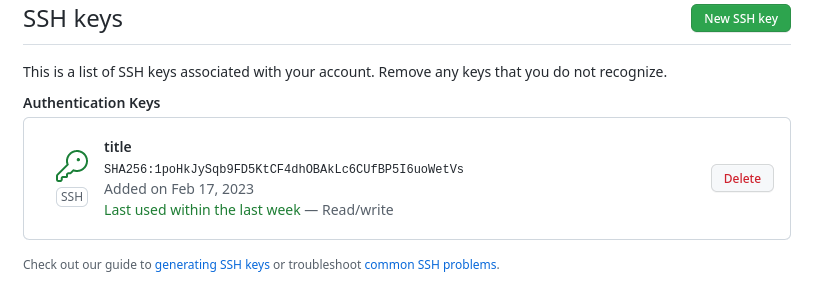 SSH keys
New SSH key
This is a list of SSH keys associated with your account. Remove any keys that you do not recognize.
Authentication Keys
title
SHA256:1poHkJySqb9FD5KtCF4dhOBAkLc6CUfBP5I6uoWetVs
Added on Feb 17, 2023
Last used within the last week — Read/write
SSH
Delete
Check out our guide to generating SSH keys or troubleshoot common SSH problems.